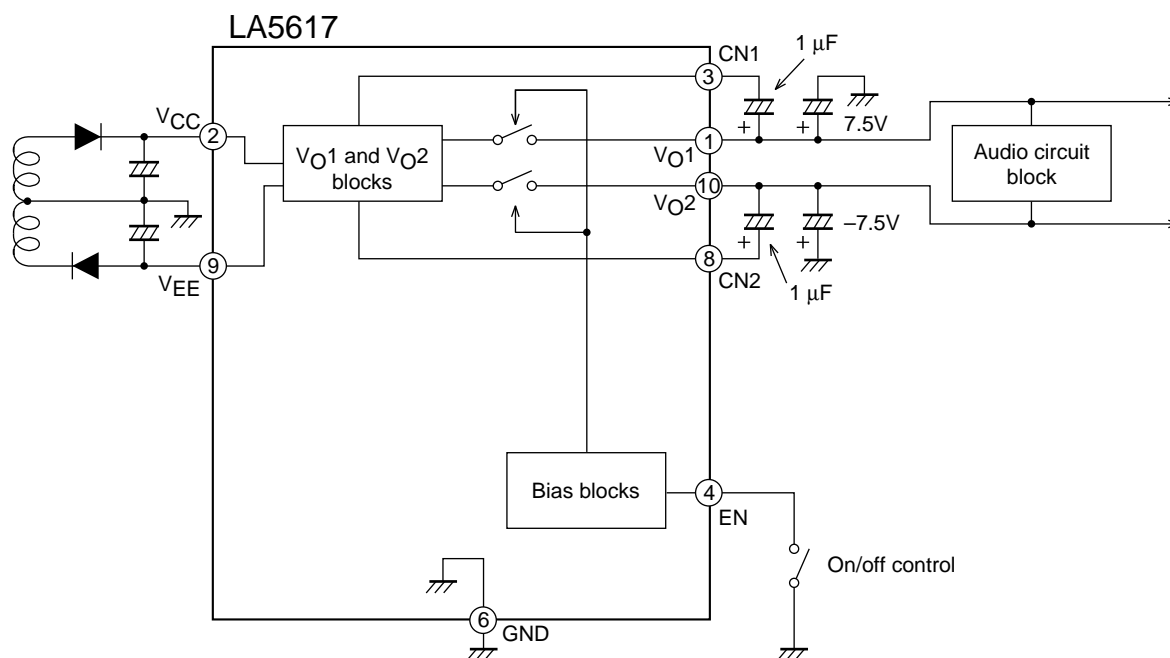 LA5617
CN1
1 μF
3
VCC
2
VO1 and VO2
blocks
1
VO1
+
+
7.5V
Audio circuit
block
10
VO2
+
+
–7.5V
9
VEE
8
CN2
1 μF
Bias blocks
4
EN
On/off control
6
GND